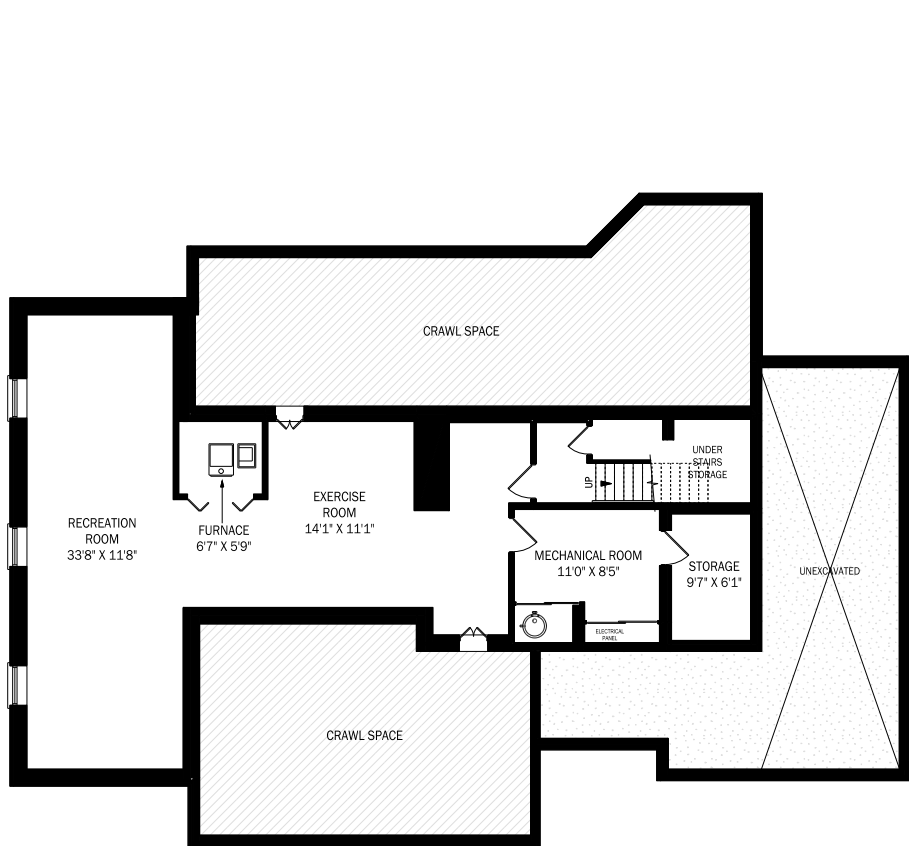 CRAWL SPACE
UNDER
STAIRS
STORAGE
UP
EXERCISE
ROOM
14'1" X 11'1"
RECREATION
ROOM
33'8" X 11'8"
FURNACE
6'7" X 5'9"
MECHANICAL ROOM
11'0" X 8'5"
STORAGE
9'7" X 6'1"
UNEXCAVATED
ELECTRICAL
PANEL
CRAWL SPACE